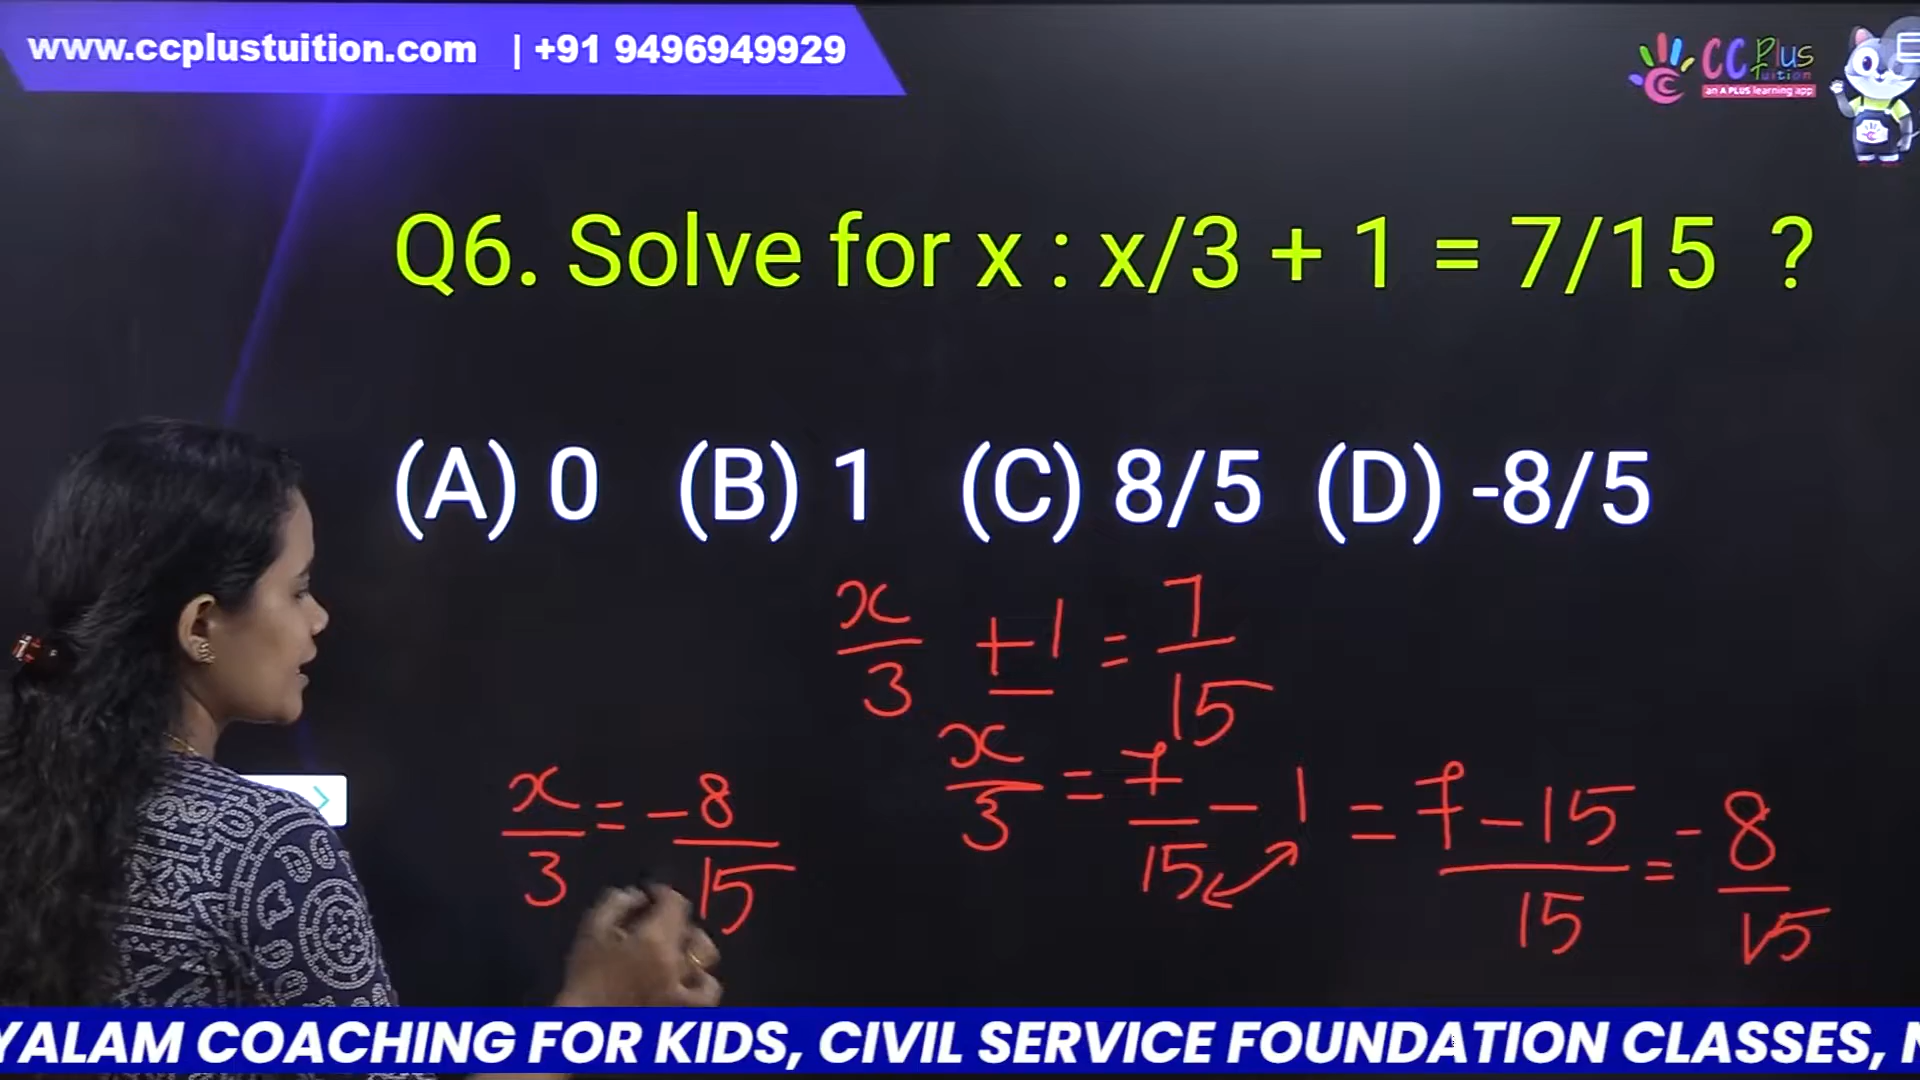 www.ccplustuition.com | +91 9496949929
CC Plus
tuition
an A PLUS learning app
Q6. Solve for x : x/3 + 1 = 7/15 ?
(A) 0 (B) 1 (C) 8/5 (D) -8/5
x/3 + 1 = 7/15
x/3 = 7/15 - 1 = 7-15/15 = -8/15
x/3 = -8/15
YALAM COACHING FOR KIDS, CIVIL SERVICE FOUNDATION CLASSES, N